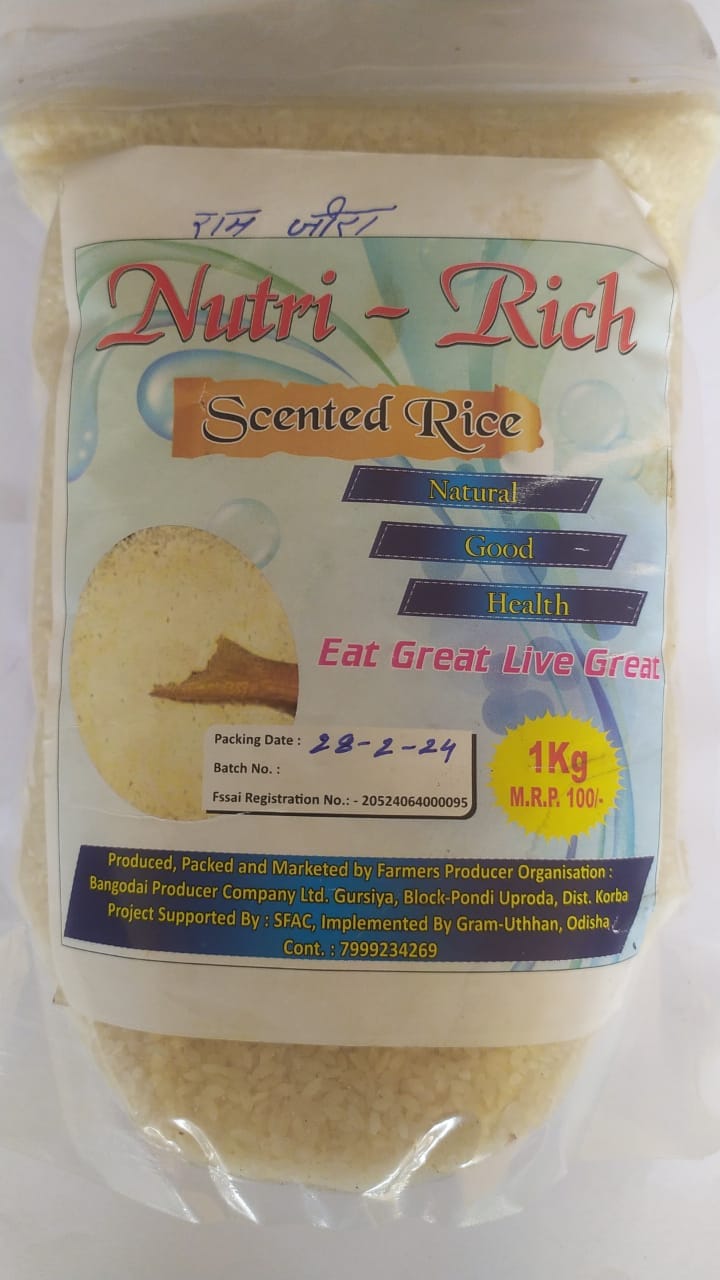 राम जीरा
Nutri - Rich
Scented Rice
Natural
Good
Health
Eat Great Live Great
Packing Date : 28-2-24
Batch No. :
Fssai Registration No.: - 20524064000095
1Kg
M.R.P. 100/-
Produced, Packed and Marketed by Farmers Producer Organisation :
Bangodai Producer Company Ltd. Gursiya, Block-Pondi Uproda, Dist. Korba
Project Supported By : SFAC, Implemented By Gram-Uthhan, Odisha
Cont. : 7999234269